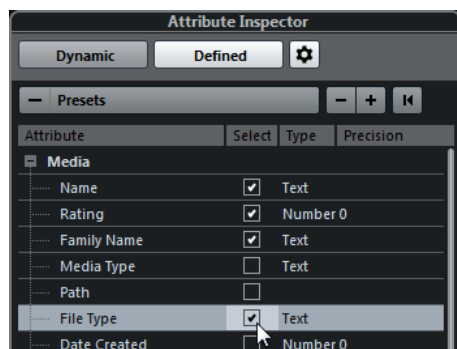 Attribute Inspector
Dynamic Defined
Presets
Attribute Select Type Precision
Media
Name Text
Rating Number 0
Family Name Text
Media Type Text
Path
File Type Text
Date Created Number 0